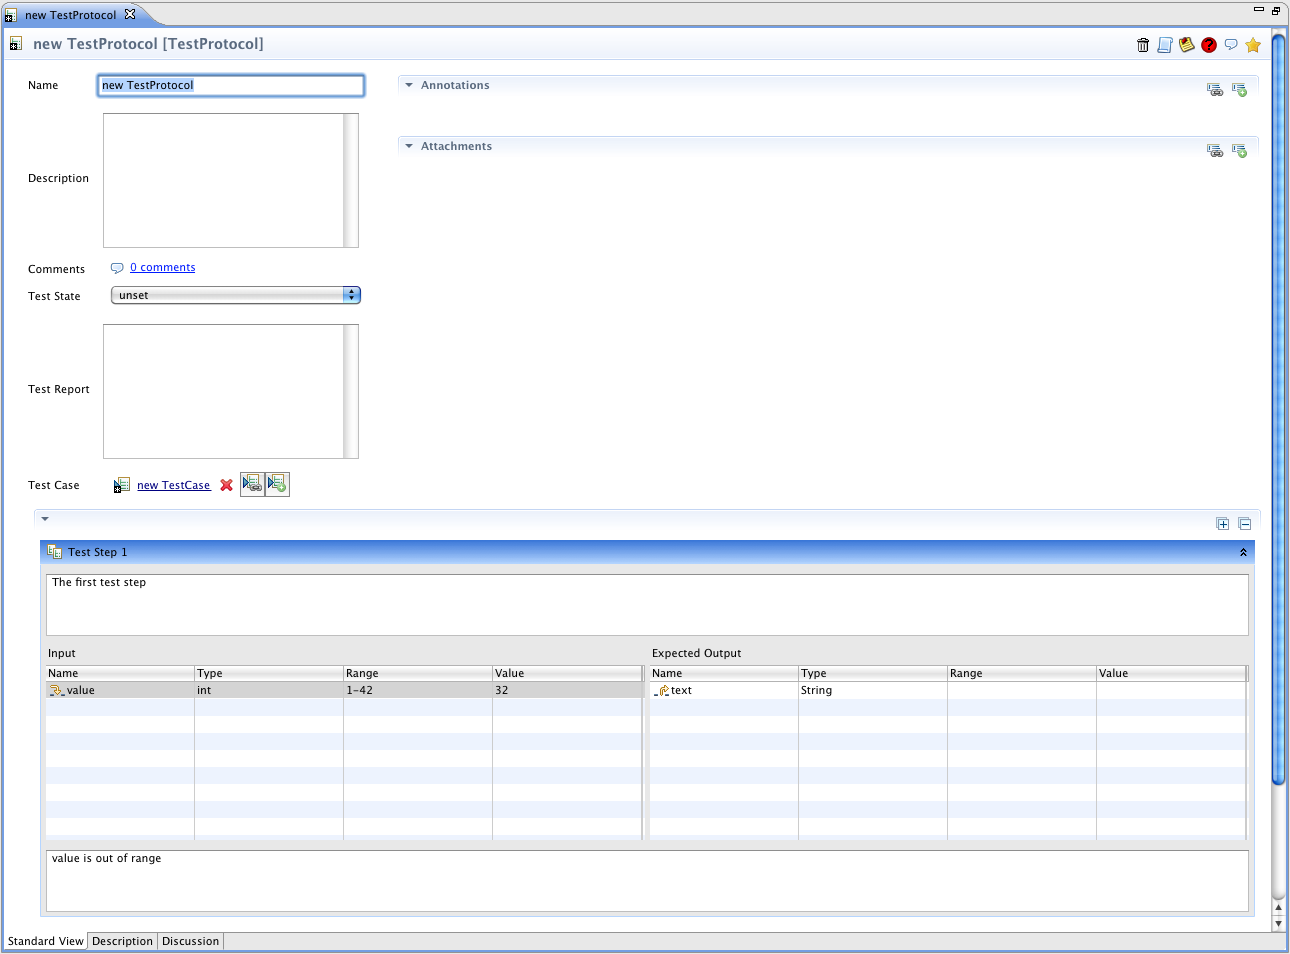 new TestProtocol
new TestProtocol [TestProtocol]
Name
new TestProtocol
Annotations
Attachments
Description
Comments
0 comments
Test State
unset
Test Report
Test Case
new TestCase
Test Step 1
The first test step
Input
Expected Output
Name Type Range Value
Name Type Range Value
value int 1-42 32
text String
value is out of range
Standard View Description Discussion